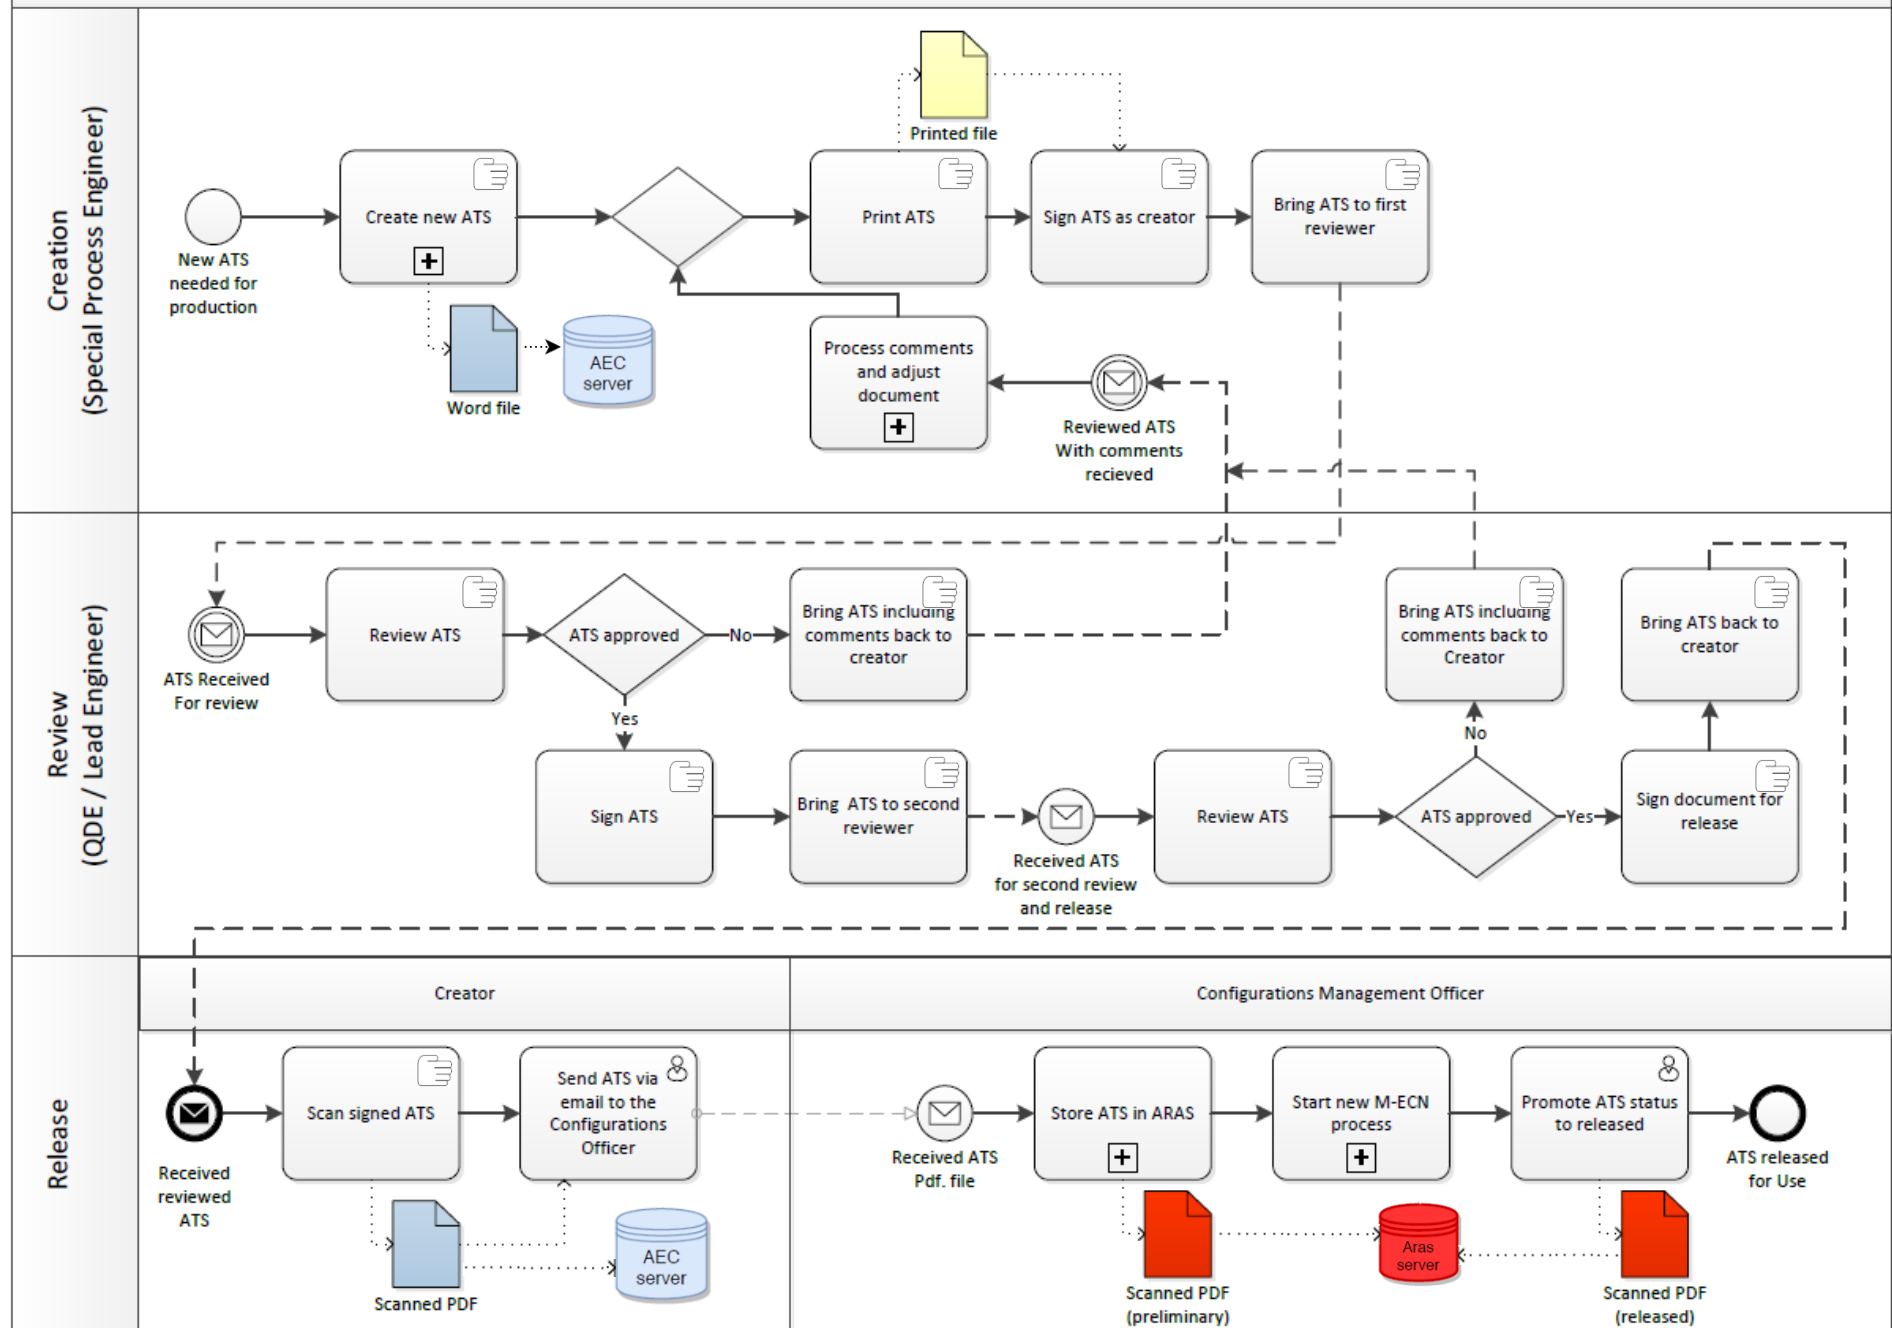 Creation
(Special Process Engineer)
Printed file
New ATS
needed for
production
Create new ATS
Print ATS
Sign ATS as creator
Bring ATS to first
reviewer
Word file
AEC
server
Process comments
and adjust
document
Reviewed ATS
With comments
recieved
Review
(QDE / Lead Engineer)
ATS Received
For review
Review ATS
ATS approved
No
Bring ATS including
comments back to
creator
Yes
Sign ATS
Bring  ATS to second
reviewer
Received ATS
for second review
and release
Review ATS
ATS approved
No
Bring ATS including
comments back to
Creator
Yes
Sign document for
release
Bring ATS back to
creator
Release
Creator
Configurations Management Officer
Received
reviewed
ATS
Scan signed ATS
Send ATS via
email to the
Configurations
Officer
Scanned PDF
AEC
server
Received ATS
Pdf. file
Store ATS in ARAS
Start new M-ECN
process
Promote ATS status
to released
ATS released
for Use
Scanned PDF
(preliminary)
Aras
server
Scanned PDF
(released)